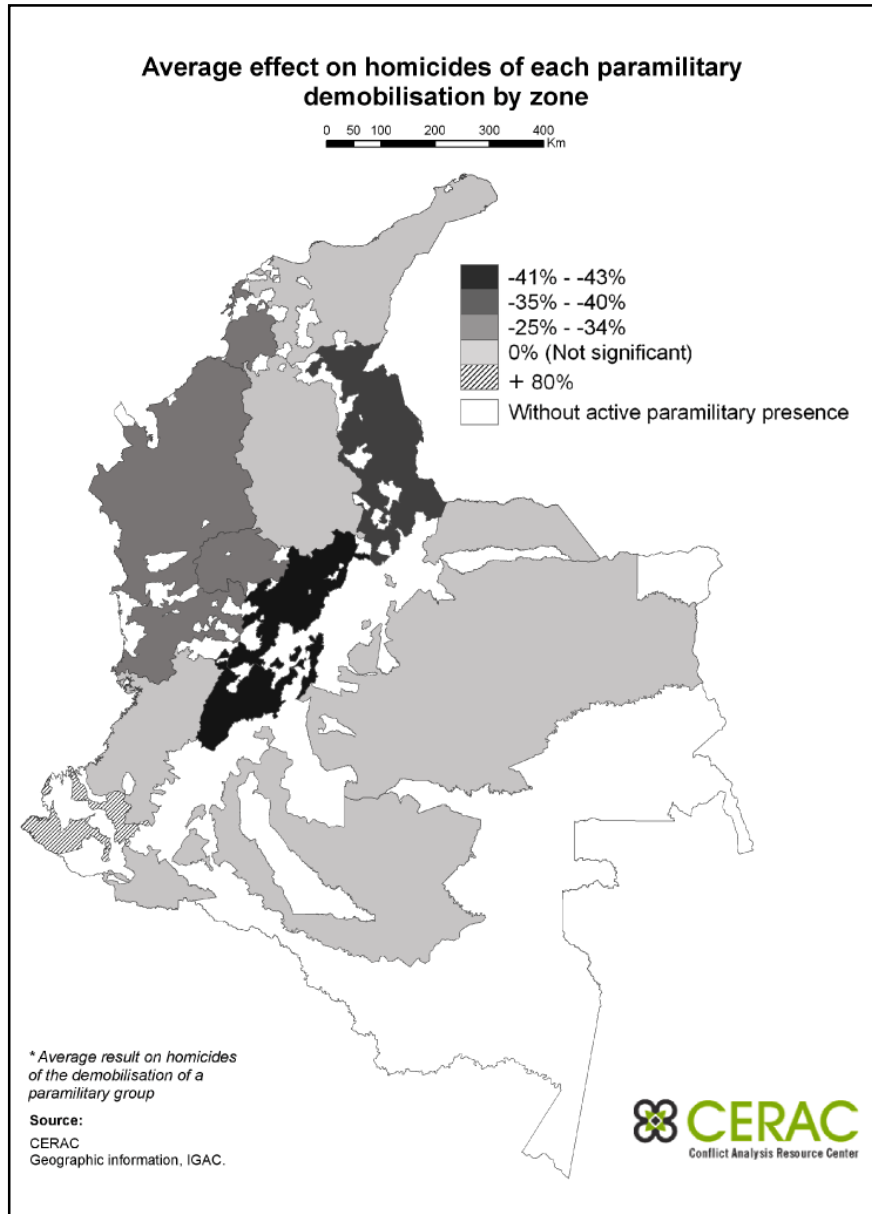 Average effect on homicides of each paramilitary
demobilisation by zone
0 50 100 200 300 400
Km
-41% - -43%
-35% - -40%
-25% - -34%
0% (Not significant)
+ 80%
Without active paramilitary presence
* Average result on homicides
of the demobilisation of a
paramilitary group
Source:
CERAC
Geographic information, IGAC.
CERAC
Conflict Analysis Resource Center